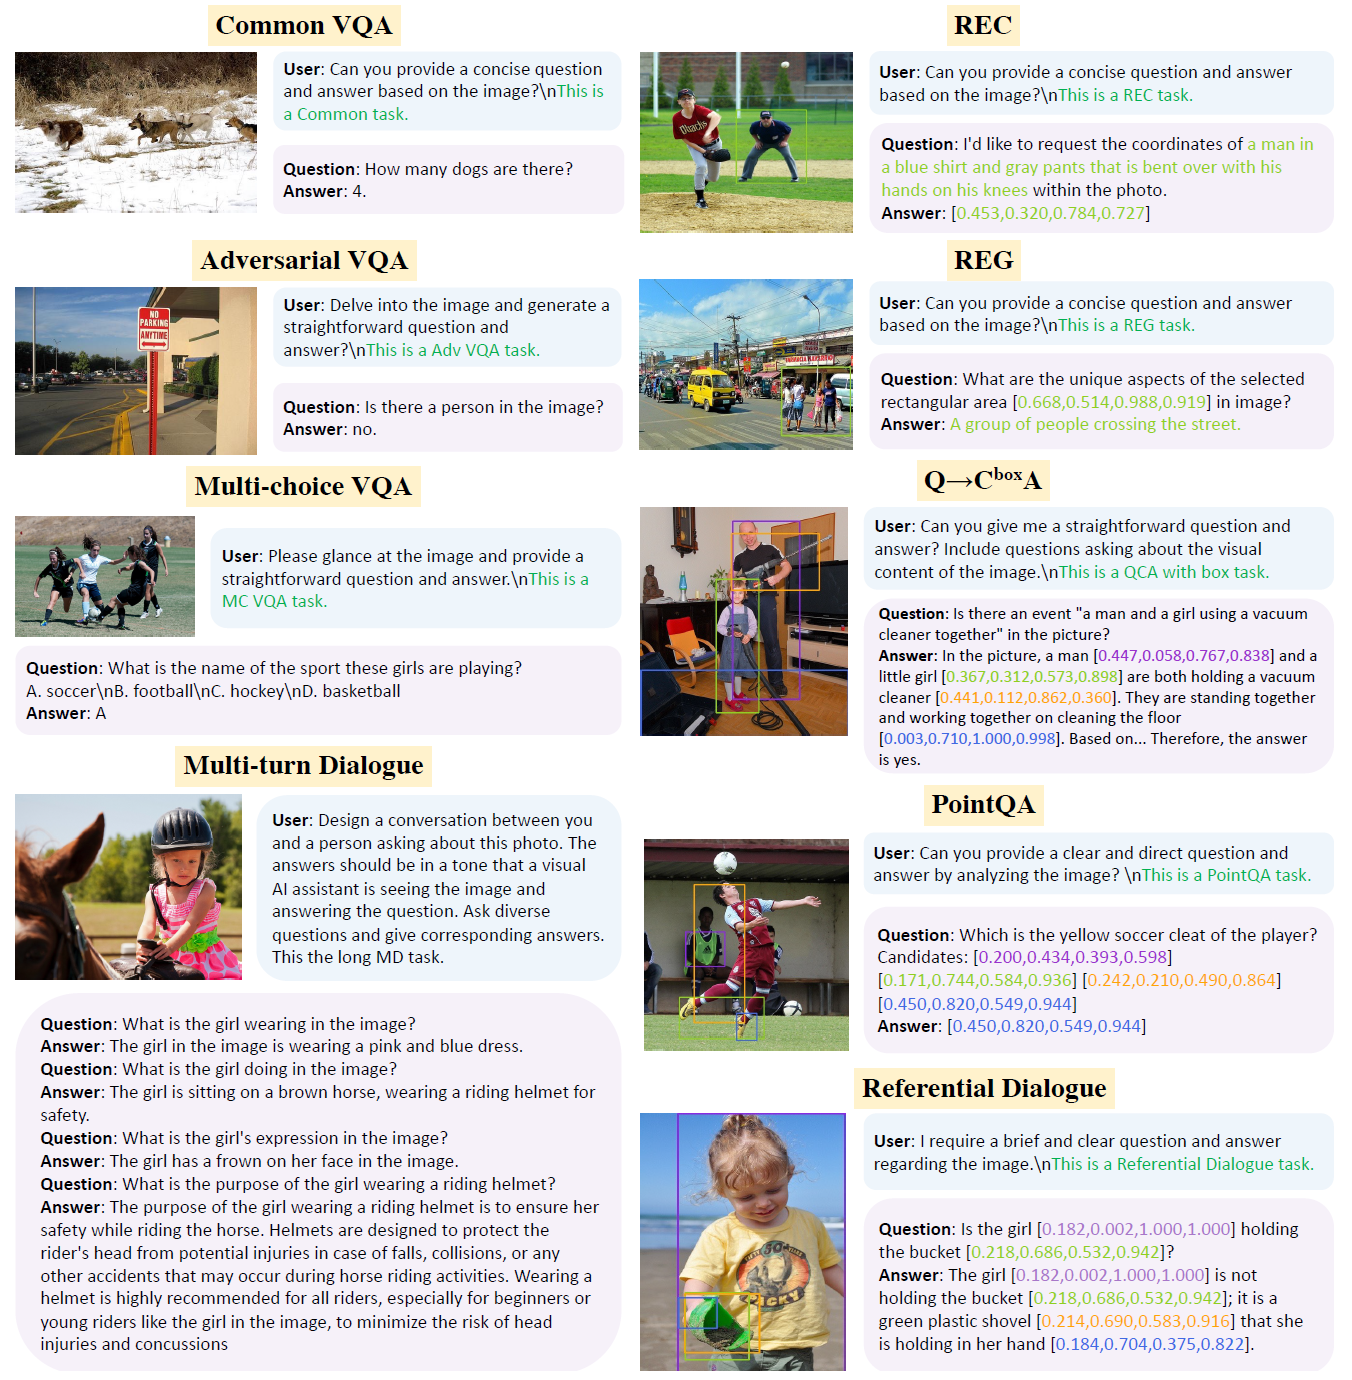 Common VQA
User: Can you provide a concise question
and answer based on the image?\nThis is
a Common task.
Question: How many dogs are there?
Answer: 4.
Adversarial VQA
NO
PARKING
ANYTIME
User: Delve into the image and generate a
straightforward question and
answer?\nThis is a Adv VQA task.
Question: Is there a person in the image?
Answer: no.
Multi-choice VQA
User: Please glance at the image and provide a
straightforward question and answer.\nThis is a
MC VQA task.
Question: What is the name of the sport these girls are playing?
A. soccer\nB. football\nC. hockey\nD. basketball
Answer: A
Multi-turn Dialogue
User: Design a conversation between you
and a person asking about this photo. The
answers should be in a tone that a visual
AI assistant is seeing the image and
answering the question. Ask diverse
questions and give corresponding answers.
This the long MD task.
Question: What is the girl wearing in the image?
Answer: The girl in the image is wearing a pink and blue dress.
Question: What is the girl doing in the image?
Answer: The girl is sitting on a brown horse, wearing a riding helmet for
safety.
Question: What is the girl's expression in the image?
Answer: The girl has a frown on her face in the image.
Question: What is the purpose of the girl wearing a riding helmet?
Answer: The purpose of the girl wearing a riding helmet is to ensure her
safety while riding the horse. Helmets are designed to protect the
rider's head from potential injuries in case of falls, collisions, or any
other accidents that may occur during horse riding activities. Wearing a
helmet is highly recommended for all riders, especially for beginners or
young riders like the girl in the image, to minimize the risk of head
injuries and concussions
REC
User: Can you provide a concise question and answer
based on the image?\nThis is a REC task.
Question: I'd like to request the coordinates of a man in
a blue shirt and gray pants that is bent over with his
hands on his knees within the photo.
Answer: [0.453,0.320,0.784,0.727]
REG
User: Can you provide a concise question and answer
based on the image?\nThis is a REG task.
Question: What are the unique aspects of the selected
rectangular area [0.668,0.514,0.988,0.919] in image?
Answer: A group of people crossing the street.
Q→C^box A
User: Can you give me a straightforward question and
answer? Include questions asking about the visual
content of the image.\nThis is a QCA with box task.
Question: Is there an event "a man and a girl using a vacuum
cleaner together" in the picture?
Answer: In the picture, a man [0.447,0.058,0.767,0.838] and a
little girl [0.367,0.312,0.573,0.898] are both holding a vacuum
cleaner [0.441,0.112,0.862,0.360]. They are standing together
and working together on cleaning the floor
[0.003,0.710,1.000,0.998]. Based on... Therefore, the answer
is yes.
PointQA
User: Can you provide a clear and direct question and
answer by analyzing the image? \nThis is a PointQA task.
Question: Which is the yellow soccer cleat of the player?
Candidates: [0.200,0.434,0.393,0.598]
[0.171,0.744,0.584,0.936] [0.242,0.210,0.490,0.864]
[0.450,0.820,0.549,0.944]
Answer: [0.450,0.820,0.549,0.944]
Referential Dialogue
User: I require a brief and clear question and answer
regarding the image.\nThis is a Referential Dialogue task.
Question: Is the girl [0.182,0.002,1.000,1.000] holding
the bucket [0.218,0.686,0.532,0.942]?
Answer: The girl [0.182,0.002,1.000,1.000] is not
holding the bucket [0.218,0.686,0.532,0.942]; it is a
green plastic shovel [0.214,0.690,0.583,0.916] that she
is holding in her hand [0.184,0.704,0.375,0.822].